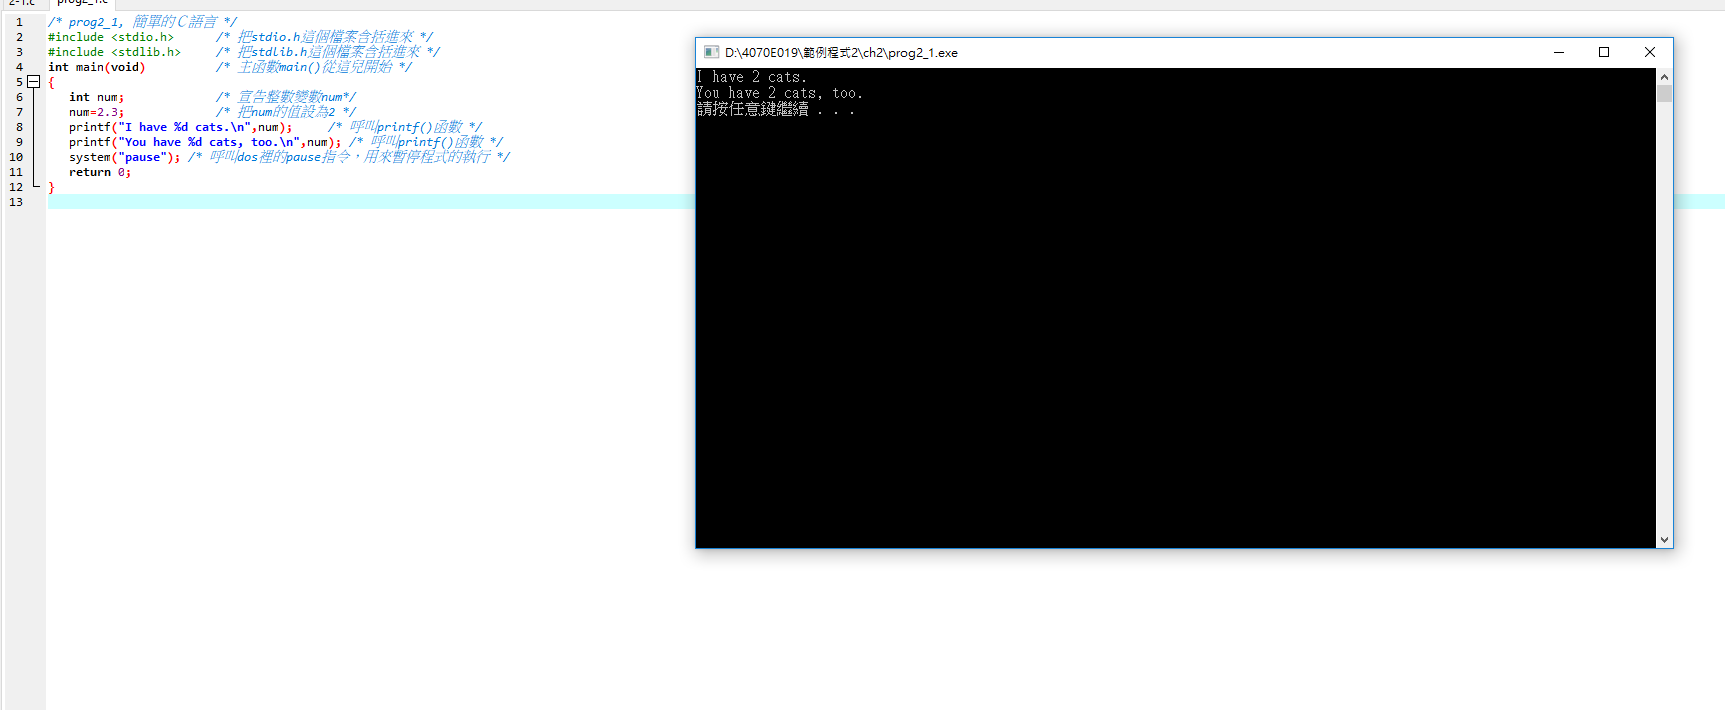 2-1.c prog2_1.c
1 /* prog2_1, 簡單的Ｃ語言 */
2 #include <stdio.h> /* 把stdio.h這個檔案含括進來 */
3 #include <stdlib.h> /* 把stdlib.h這個檔案含括進來 */
4 int main(void) /* 主函數main()從這兒開始 */
5 {
6 int num; /* 宣告整數變數num*/
7 num=2.3; /* 把num的值設為2 */
8 printf("I have %d cats.\n",num); /* 呼叫printf()函數 */
9 printf("You have %d cats, too.\n",num); /* 呼叫printf()函數 */
10 system("pause"); /* 呼叫dos裡的pause指令，用來暫停程式的執行 */
11 return 0;
12 }
13
D:\4070E019\範例程式2\ch2\prog2_1.exe
I have 2 cats.
You have 2 cats, too.
請按任意鍵繼續 . . .